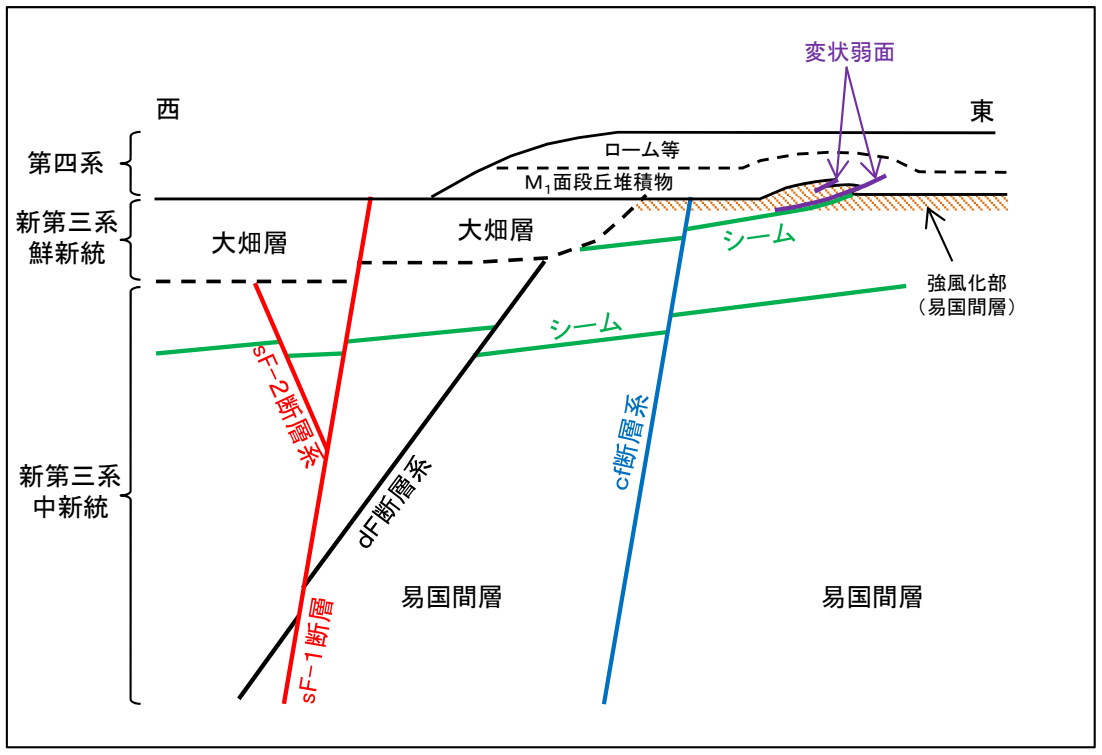 変状弱面
西
東
第四系
ローム等
M₁面段丘堆積物
新第三系
鮮新統
大畑層
大畑層
シーム
強風化部
（易国間層）
シーム
sF-2断層系
dF断層系
cf断層系
新第三系
中新統
易国間層
易国間層
sF-1断層